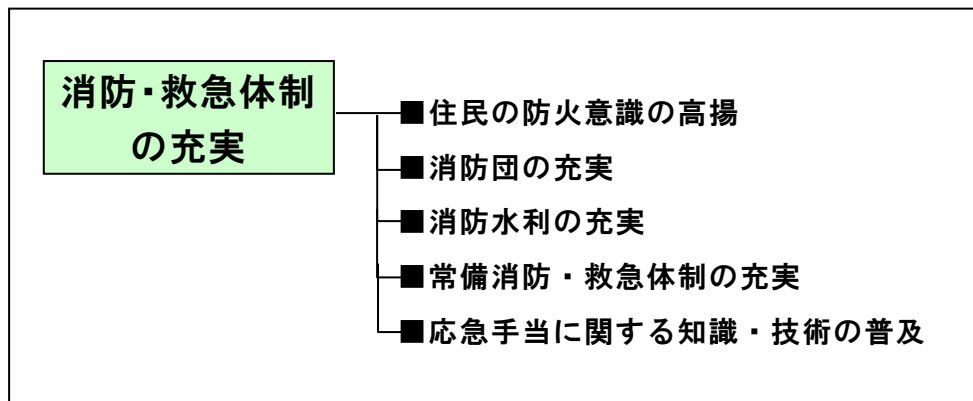 消防・救急体制
の充実
■住民の防火意識の高揚
■消防団の充実
■消防水利の充実
■常備消防・救急体制の充実
■応急手当に関する知識・技術の普及